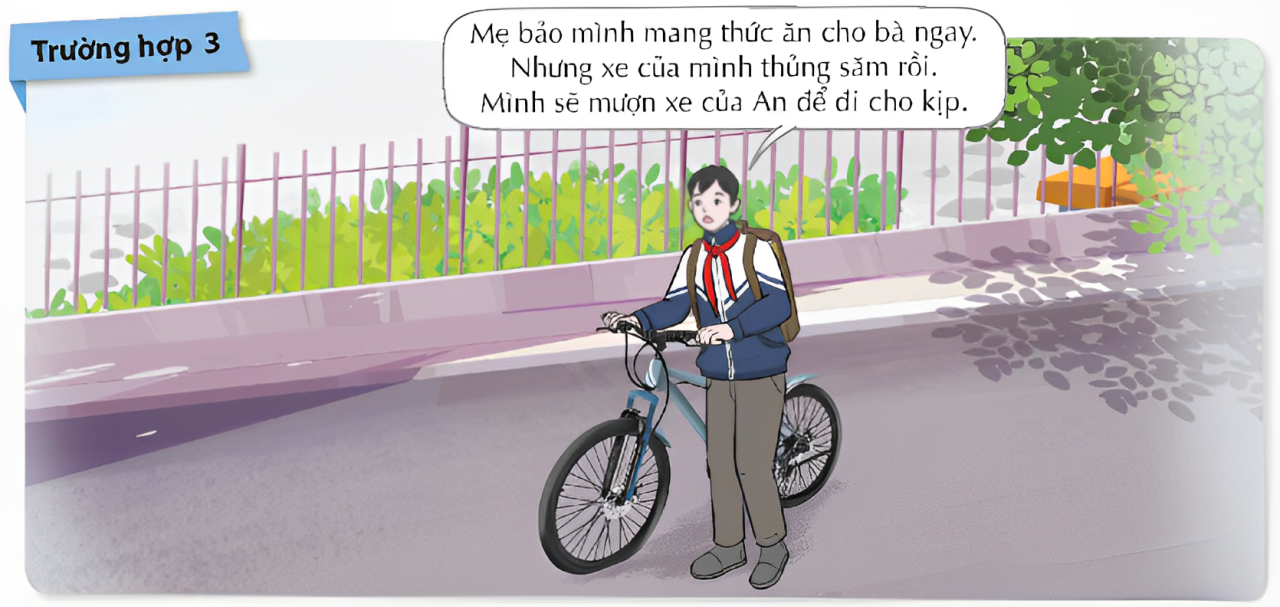 Trường hợp 3
Mẹ bảo mình mang thức ăn cho bà ngay.
Nhưng xe của mình thủng săm rồi.
Mình sẽ mượn xe của An để đi cho kịp.